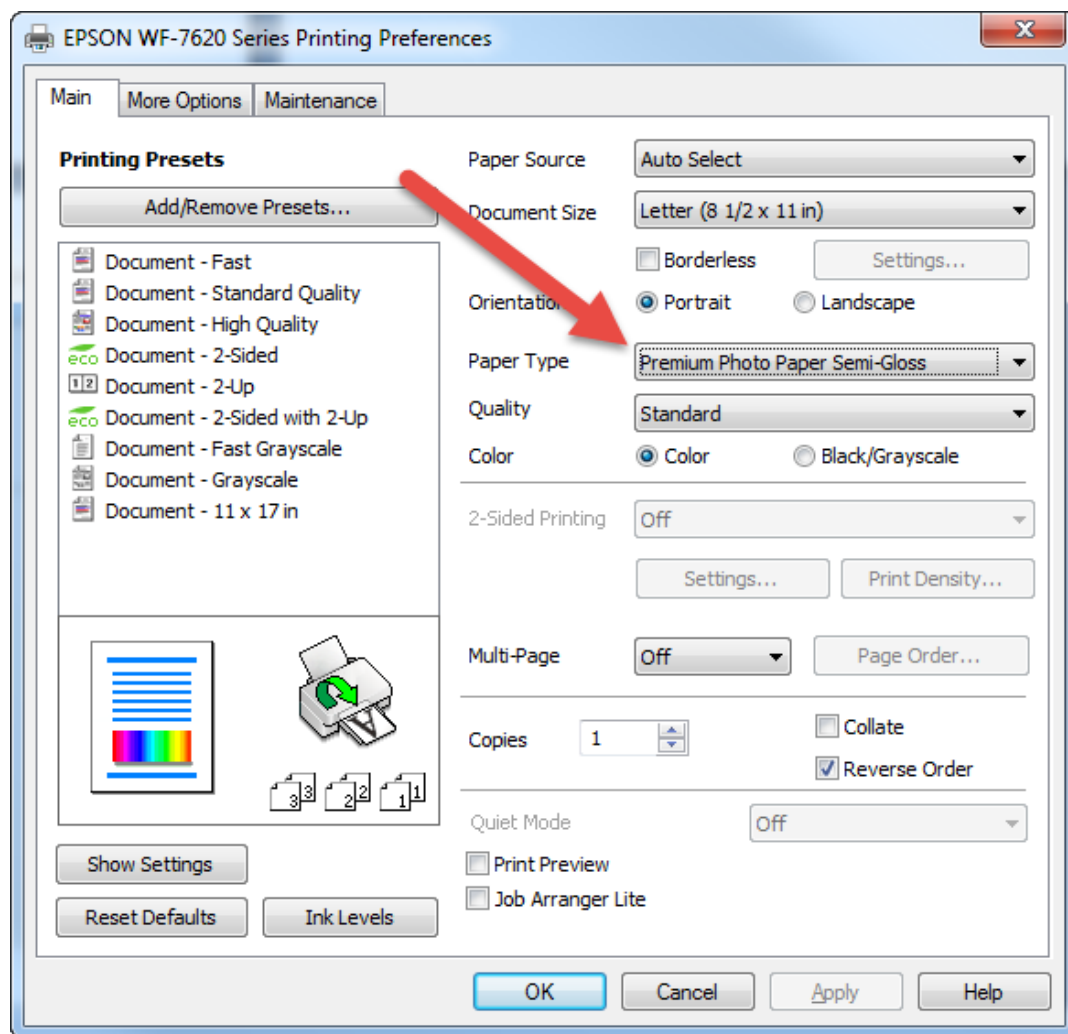 EPSON WF-7620 Series Printing Preferences
x
Main More Options Maintenance
Printing Presets
Add/Remove Presets...
Document - Fast
Document - Standard Quality
Document - High Quality
eco Document - 2-Sided
1 2 Document - 2-Up
eco Document - 2-Sided with 2-Up
Document - Fast Grayscale
Document - Grayscale
Document - 11 x 17 in
3 3 2 2 1 1
Show Settings
Reset Defaults Ink Levels
Paper Source Auto Select
Document Size Letter (8 1/2 x 11 in)
Borderless Settings...
Orientation Portrait Landscape
Paper Type Premium Photo Paper Semi-Gloss
Quality Standard
Color Color Black/Grayscale
2-Sided Printing Off
Settings... Print Density...
Multi-Page Off Page Order...
Copies 1 Collate
Reverse Order
Quiet Mode Off
Print Preview
Job Arranger Lite
OK Cancel Apply Help